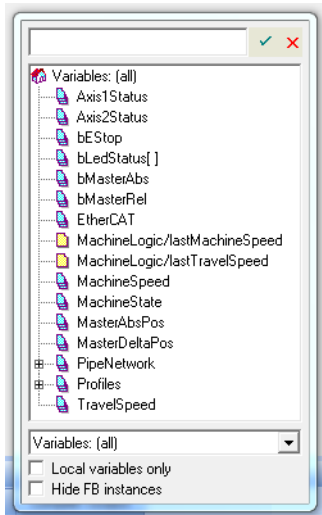 Variables: (all)
Axis1Status
Axis2Status
bEStop
bLedStatus[ ]
bMasterAbs
bMasterRel
EtherCAT
MachineLogic/lastMachineSpeed
MachineLogic/lastTravelSpeed
MachineSpeed
MachineState
MasterAbsPos
MasterDeltaPos
PipeNetwork
Profiles
TravelSpeed
Variables: (all)
Local variables only
Hide FB instances